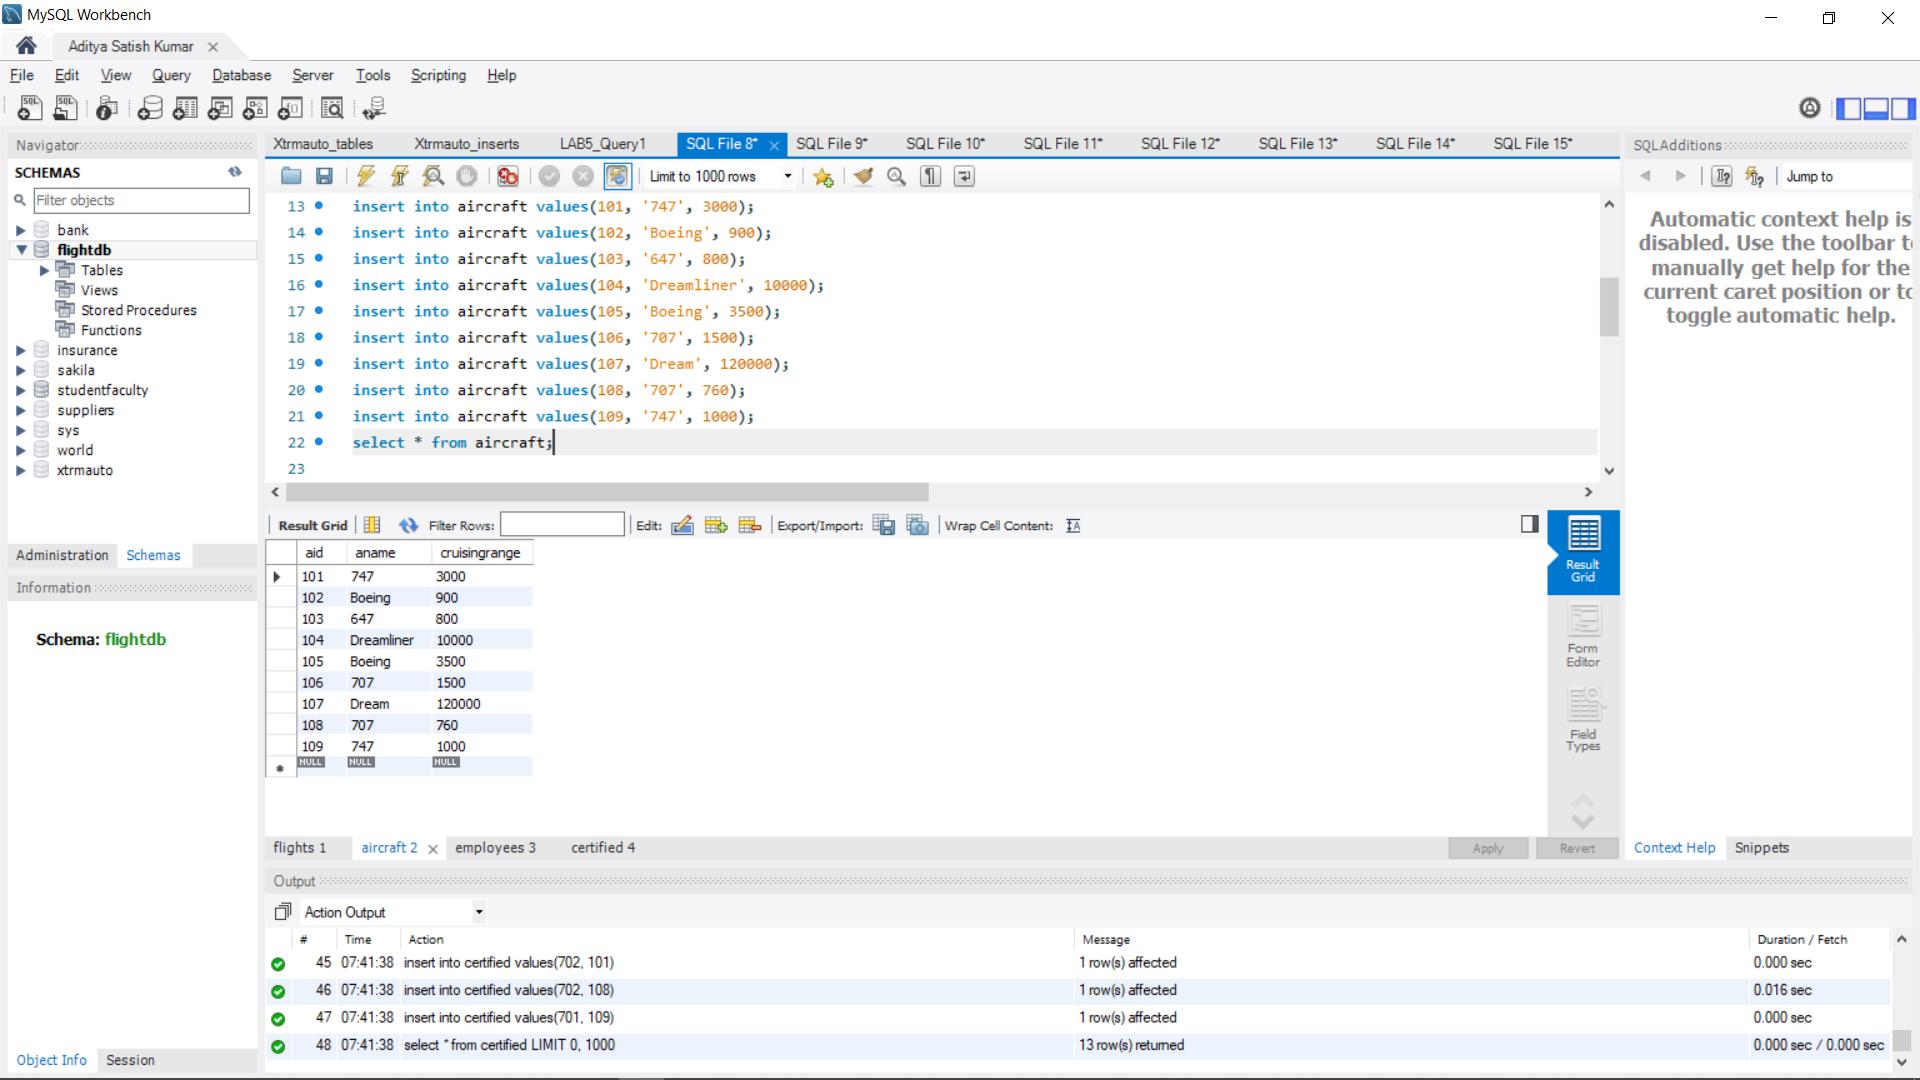 MySQL Workbench
Aditya Satish Kumar
File Edit View Query Database Server Tools Scripting Help
Navigator
SCHEMAS
Filter objects
bank
flightdb
Tables
Views
Stored Procedures
Functions
insurance
sakila
studentfaculty
suppliers
sys
world
xtrmauto
Administration Schemas
Information
Schema: flightdb
Object Info Session
Xtrmauto_tables Xtrmauto_inserts LAB5_Query1 SQL File 8* SQL File 9* SQL File 10* SQL File 11* SQL File 12* SQL File 13* SQL File 14* SQL File 15*
Limit to 1000 rows
13 insert into aircraft values(101, '747', 3000);
14 insert into aircraft values(102, 'Boeing', 900);
15 insert into aircraft values(103, '647', 800);
16 insert into aircraft values(104, 'Dreamliner', 10000);
17 insert into aircraft values(105, 'Boeing', 3500);
18 insert into aircraft values(106, '707', 1500);
19 insert into aircraft values(107, 'Dream', 120000);
20 insert into aircraft values(108, '707', 760);
21 insert into aircraft values(109, '747', 1000);
22 select * from aircraft;
23
Result Grid Filter Rows: Edit: Export/Import: Wrap Cell Content:
aid aname cruisingrange
101 747 3000
102 Boeing 900
103 647 800
104 Dreamliner 10000
105 Boeing 3500
106 707 1500
107 Dream 120000
108 707 760
109 747 1000
NULL NULL NULL
Result
Grid
Form
Editor
Field
Types
flights 1 aircraft 2 employees 3 certified 4
Apply Revert
SQLAdditions
Jump to
Automatic context help is
disabled. Use the toolbar to
manually get help for the
current caret position or to
toggle automatic help.
Context Help Snippets
Output
Action Output
# Time Action Message Duration / Fetch
45 07:41:38 insert into certified values(702, 101) 1 row(s) affected 0.000 sec
46 07:41:38 insert into certified values(702, 108) 1 row(s) affected 0.016 sec
47 07:41:38 insert into certified values(701, 109) 1 row(s) affected 0.000 sec
48 07:41:38 select * from certified LIMIT 0, 1000 13 row(s) returned 0.000 sec / 0.000 sec